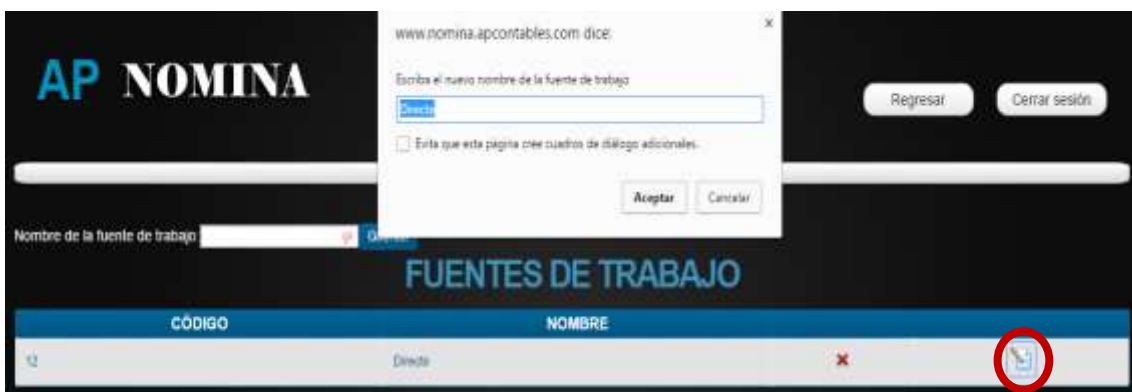 www.nomina.apcontables.com dice:
x
Escriba el nuevo nombre de la fuente de trabajo
Directo
Evita que esta página cree cuadros de diálogo adicionales.
Aceptar Cancelar
AP NOMINA
Regresar Cerrar sesión
Nombre de la fuente de trabajo
FUENTES DE TRABAJO
CÓDIGO NOMBRE
12 Directo